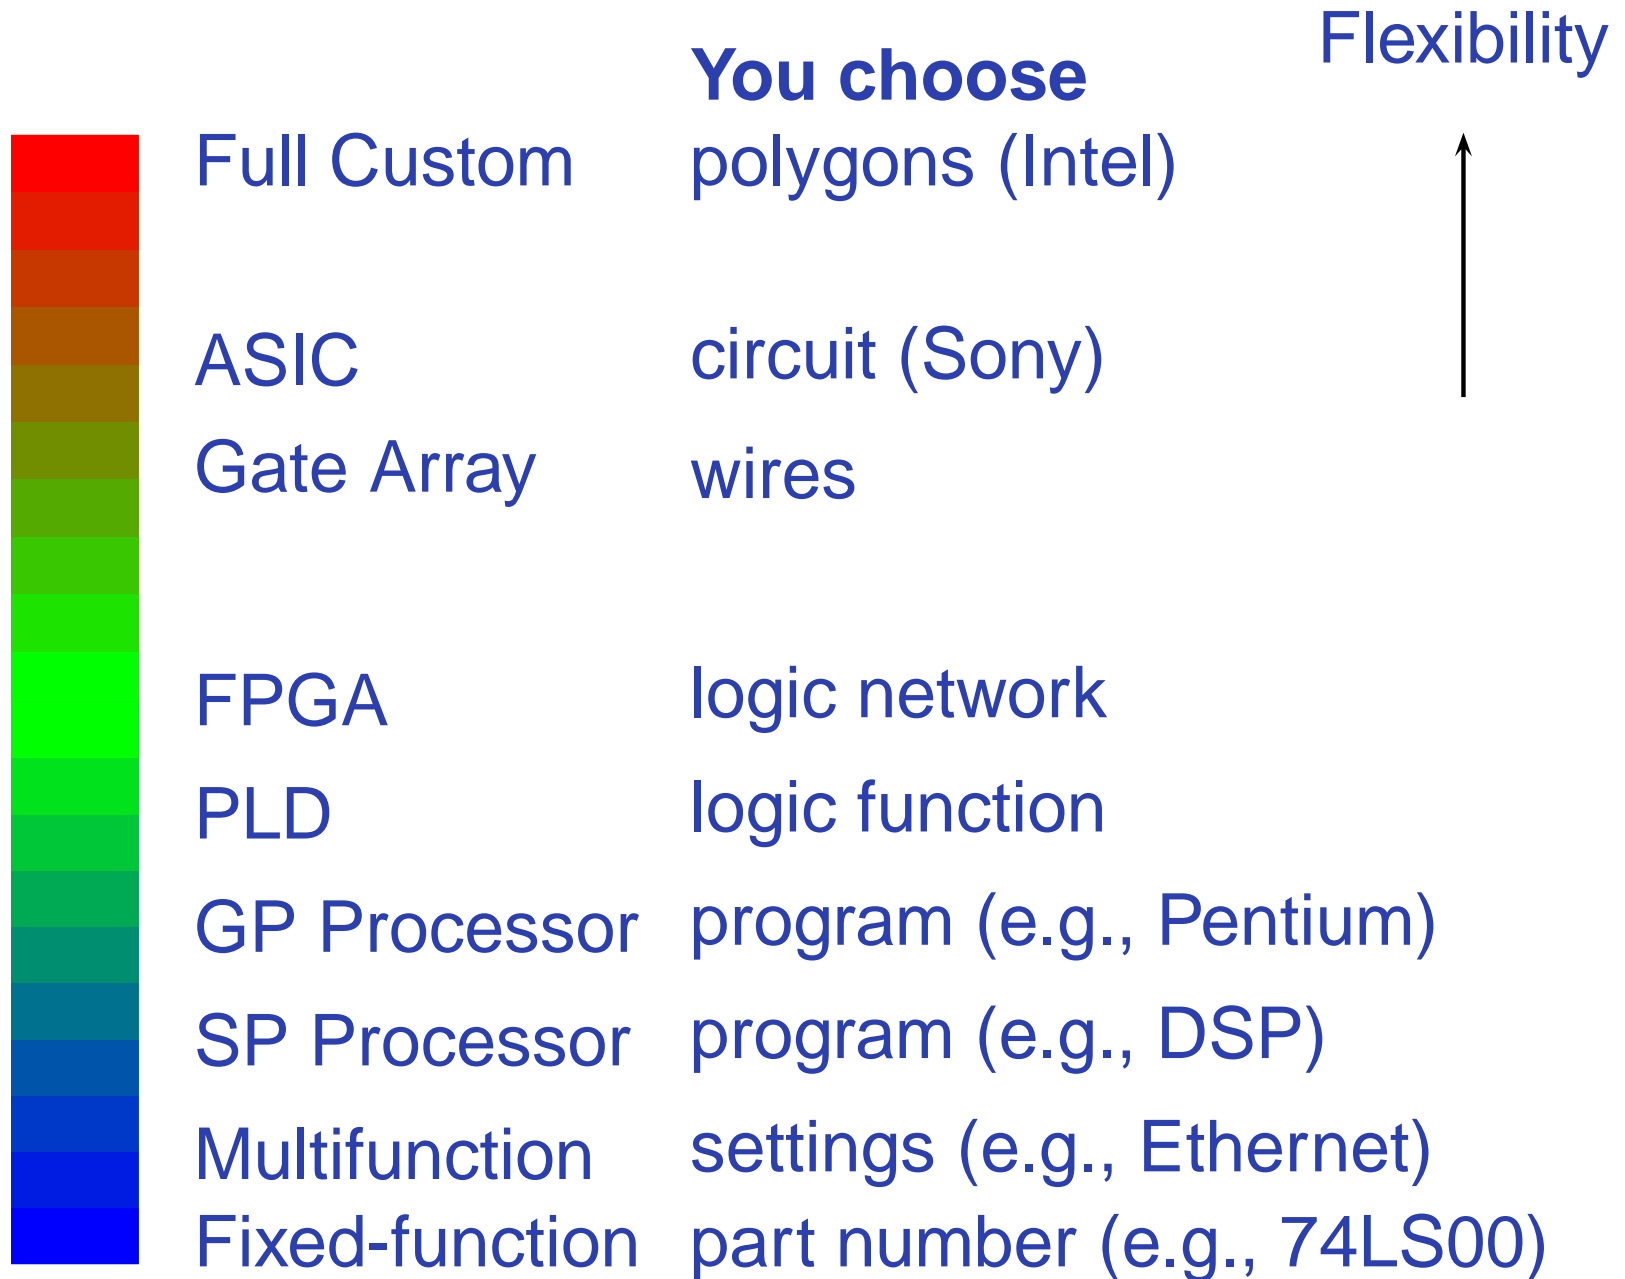 Flexibility
You choose
Full Custom polygons (Intel)
ASIC circuit (Sony)
Gate Array wires
FPGA logic network
PLD logic function
GP Processor program (e.g., Pentium)
SP Processor program (e.g., DSP)
Multifunction settings (e.g., Ethernet)
Fixed-function part number (e.g., 74LS00)